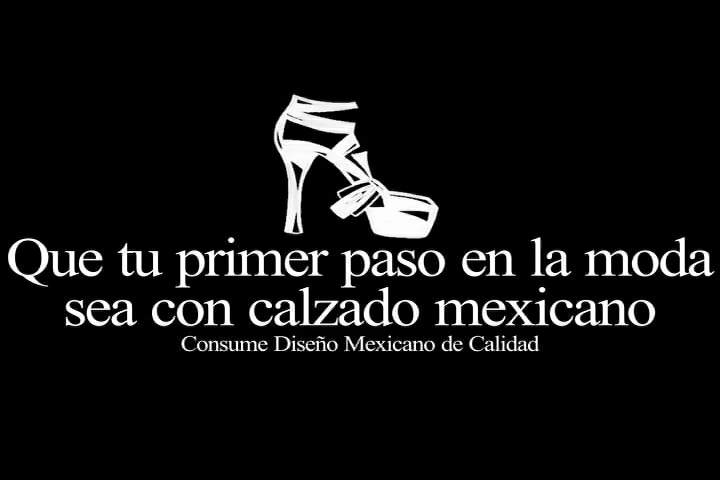 Que tu primer paso en la moda
sea con calzado mexicano
Consume Diseño Mexicano de Calidad